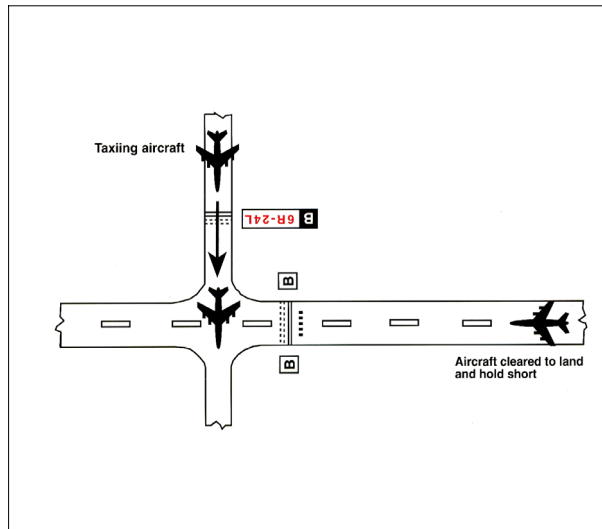 Taxiing aircraft
B 6R-24L
B
B
Aircraft cleared to land
and hold short